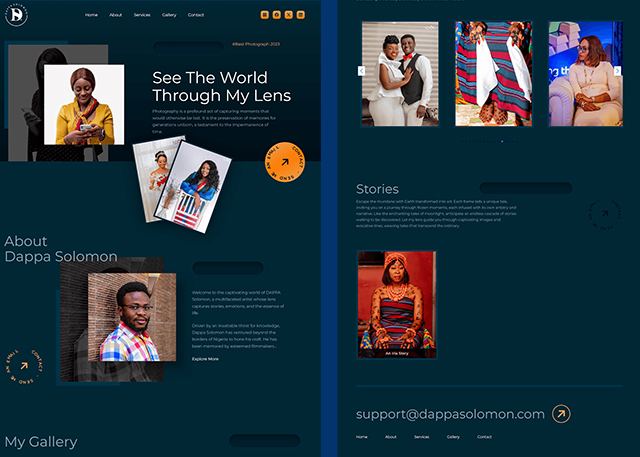 Home About Services Gallery Contact
#Best Photograph 2023
See The World
Through My Lens
Photography is a profound act of capturing moments that
would otherwise be lost. It is the preservation of memories for
generations unborn, a testament to the impermanence of
time.
CONTACT - SEND ME AN EMAIL
About
Dappa Solomon
Welcome to the captivating world of DAPPA
Solomon, a multifaceted artist whose lens
captures stories, emotions, and the essence of
life.
Driven by an insatiable thirst for knowledge,
Dappa Solomon has ventured beyond the
borders of Nigeria to hone his craft. He has
been mentored by esteemed filmmakers...
Explore More
CONTACT - SEND ME AN EMAIL
My Gallery
Stories
Escape the mundane with Earth transformed into art. Each frame tells a unique tale,
inviting you on a journey through frozen moments, each infused with its own artistry and
narrative. Like the enchanting tales of moonlight, anticipate an endless cascade of stories
waiting to be discovered. Let my lens guide you through captivating images and
evocative lines, weaving tales that transcend the ordinary.
An Iria Story
support@dappasolomon.com
Home About Services Gallery Contact